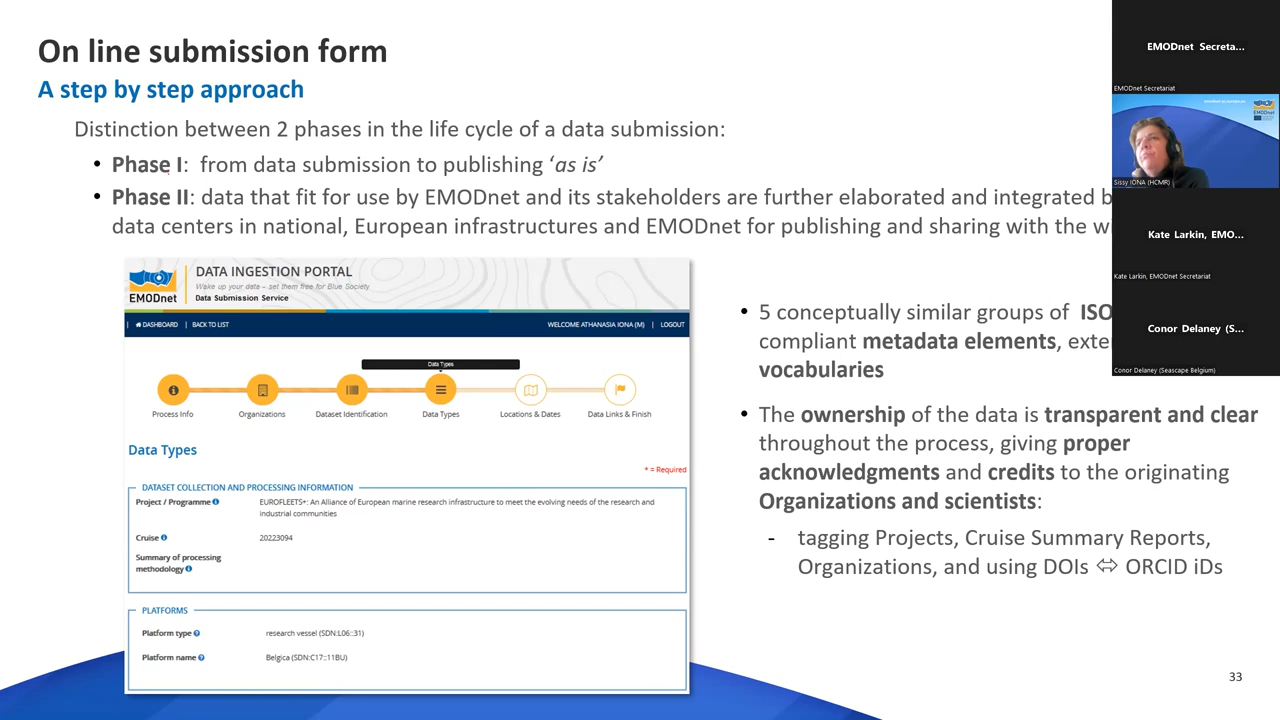 On line submission form
A step by step approach
Distinction between 2 phases in the life cycle of a data submission:
• Phase I: from data submission to publishing ‘as is’
• Phase II: data that fit for use by EMODnet and its stakeholders are further elaborated and integrated b
data centers in national, European infrastructures and EMODnet for publishing and sharing with the w
EMODnet
DATA INGESTION PORTAL
Wake up your data – set them free for Blue Society
Data Submission Service
| DASHBOARD | BACK TO LIST
WELCOME ATHANASIA IONA (M) | LOGOUT
Data Types
Process Info
Organizations
Dataset Identification
Data Types
Locations & Dates
Data Links & Finish
Data Types
* = Required
DATASET COLLECTION AND PROCESSING INFORMATION
Project / Programme
EUROFLEETS+: An Alliance of European marine research infrastructure to meet the evolving needs of the research and
industrial communities
Cruise
20223094
Summary of processing
methodology
PLATFORMS
Platform type
research vessel (SDN:L06::31)
Platform name
Belgica (SDN:C17::11BU)
• 5 conceptually similar groups of ISO
compliant metadata elements, exte
vocabularies
• The ownership of the data is transparent and clear
throughout the process, giving proper
acknowledgments and credits to the originating
Organizations and scientists:
- tagging Projects, Cruise Summary Reports,
Organizations, and using DOIs ⇔ ORCID iDs
33
EMODnet Secreta...
EMODnet Secretariat
EMODnet
Sissy IONA (HCMR)
Kate Larkin, EMO...
Kate Larkin, EMODnet Secretariat
Conor Delaney (S...
Conor Delaney (Seascape Belgium)